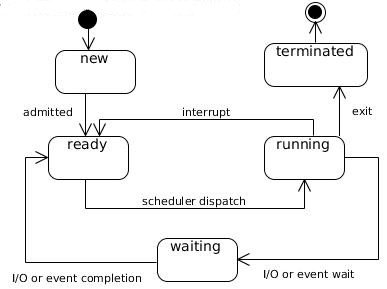 new
terminated
admitted
interrupt
exit
ready
running
scheduler dispatch
waiting
I/O or event completion
I/O or event wait